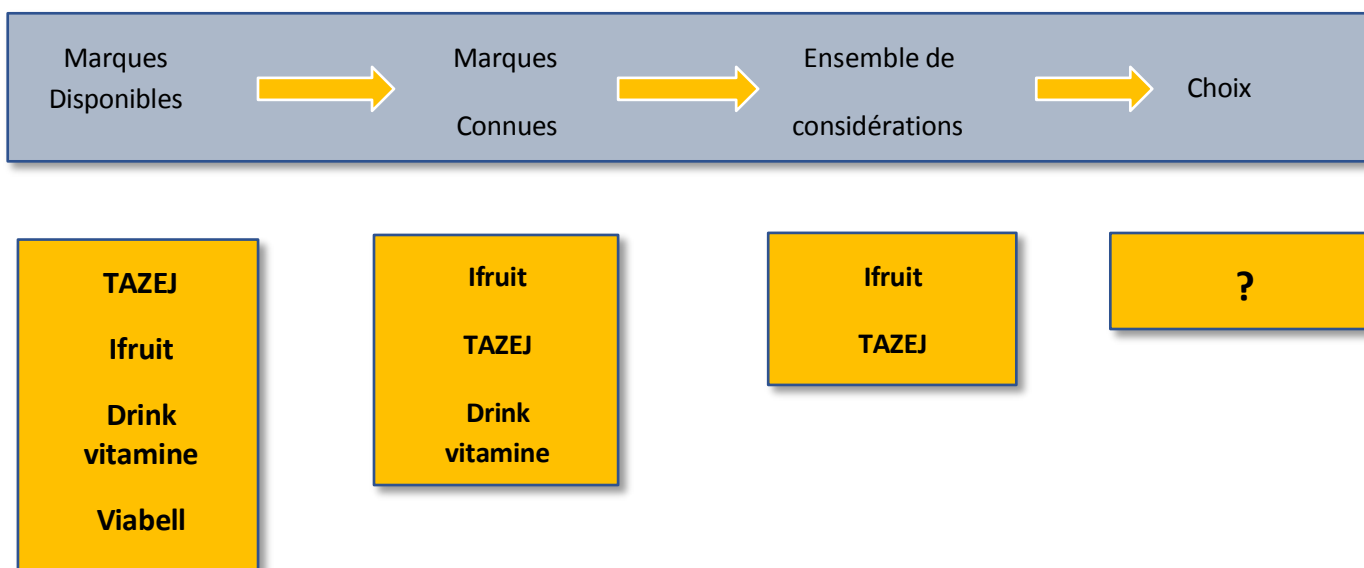 Marques
Disponibles
Marques
Connues
Ensemble de
considérations
Choix
TAZEJ
Ifruit
Drink
vitamine
Viabell
Ifruit
TAZEJ
Drink
vitamine
Ifruit
TAZEJ
?